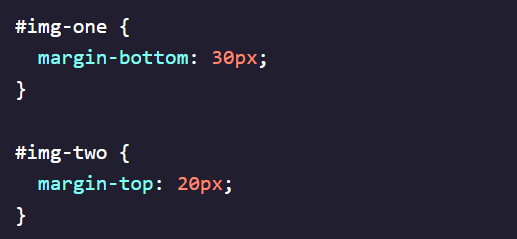 #img-one {
  margin-bottom: 30px;
}

#img-two {
  margin-top: 20px;
}